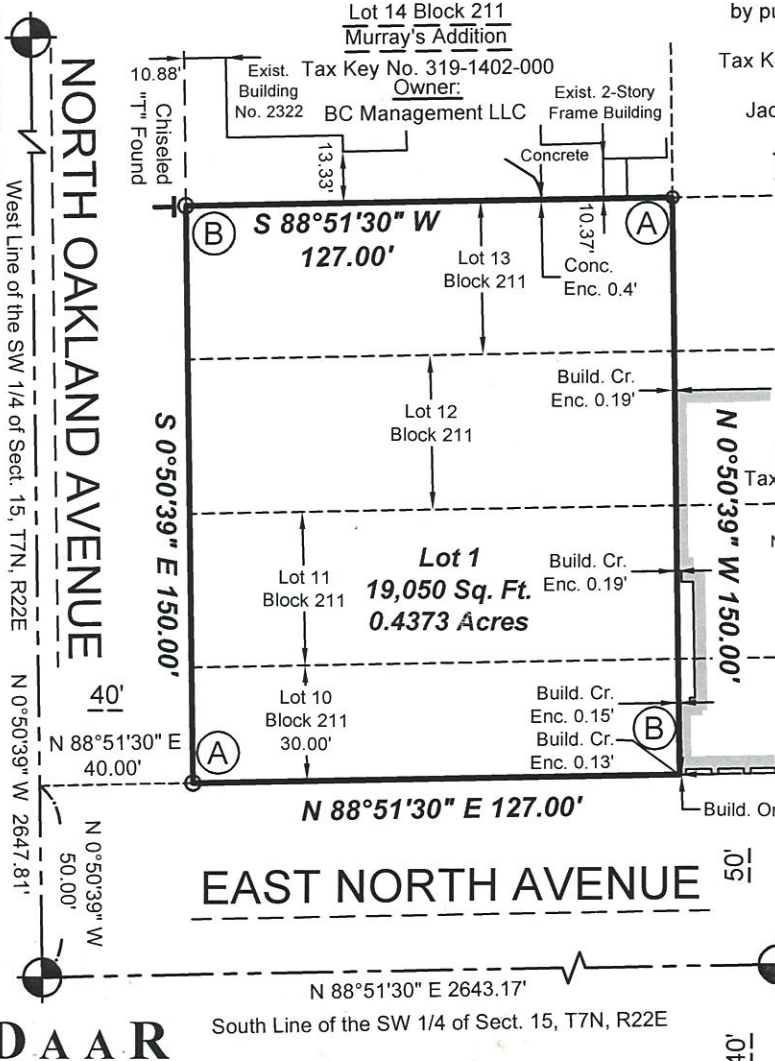 Lot 14 Block 211
Murray's Addition
Tax Key No. 319-1402-000
Owner:
BC Management LLC
by pu
Tax K
Jac
10.88'
Exist.
Building
No. 2322
Exist. 2-Story
Frame Building
Chiseled
"T" Found
13.33'
Concrete
10.37'
NORTH OAKLAND AVENUE
West Line of the SW 1/4 of Sect. 15, T7N, R22E
N 0°50'39" W 2647.81'
B
S 88°51'30" W
127.00'
A
Lot 13
Block 211
Conc.
Enc. 0.4'
Build. Cr.
Enc. 0.19'
Lot 12
Block 211
S 0°50'39" E 150.00'
N 0°50'39" W 150.00'
Tax
Lot 1
19,050 Sq. Ft.
0.4373 Acres
Build. Cr.
Enc. 0.19'
Lot 11
Block 211
Lot 10
Block 211
30.00'
Build. Cr.
Enc. 0.15'
Build. Cr.
Enc. 0.13'
B
A
40'
N 88°51'30" E
40.00'
N 88°51'30" E 127.00'
Build. On
N 0°50'39" W
50.00'
EAST NORTH AVENUE
50'
N 88°51'30" E 2643.17'
South Line of the SW 1/4 of Sect. 15, T7N, R22E
DAAR
40'